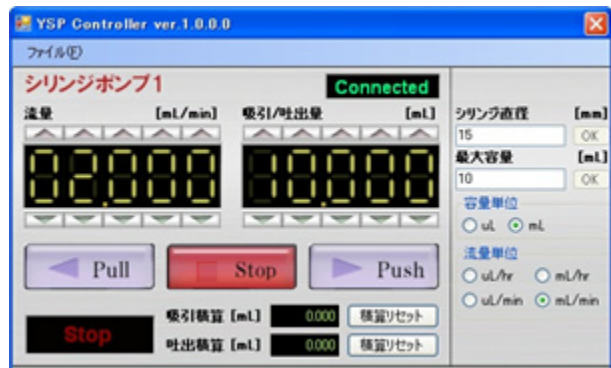 YSP Controller ver.1.0.0.0
ファイル(F)
シリンジポンプ1
Connected
流量 [mL/min]
吸引/吐出量 [mL]
02.000
10.000
Pull
Stop
Push
Stop
吸引積算 [mL] 0.000 積算リセット
吐出積算 [mL] 0.000 積算リセット
シリンジ直径 [mm]
15 OK
最大容量 [mL]
10 OK
容量単位
uL mL
流量単位
uL/hr mL/hr
uL/min mL/min